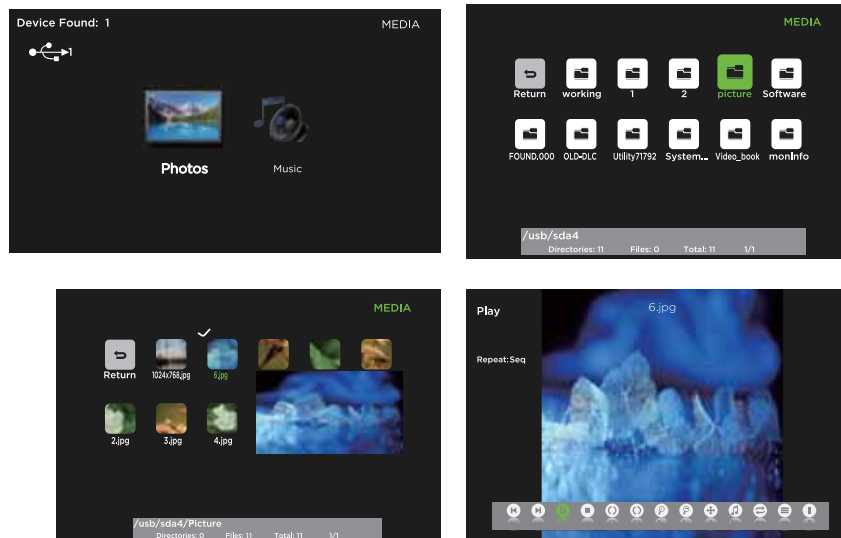 Device Found: 1
MEDIA
1
Photos
Music
MEDIA
Return working 1 2 picture Software
FOUND.000 OLD-DLC Utility71792 System... Video_book monInfo
/usb/sda4
Directories: 11 Files: 0 Total: 11 1/1
MEDIA
Return 1024x768.jpg 6.jpg
2.jpg 3.jpg 4.jpg
/usb/sda4/Picture
Directories: 0 Files: 11 Total: 11 1/1
Play
6.jpg
Repeat:Seq